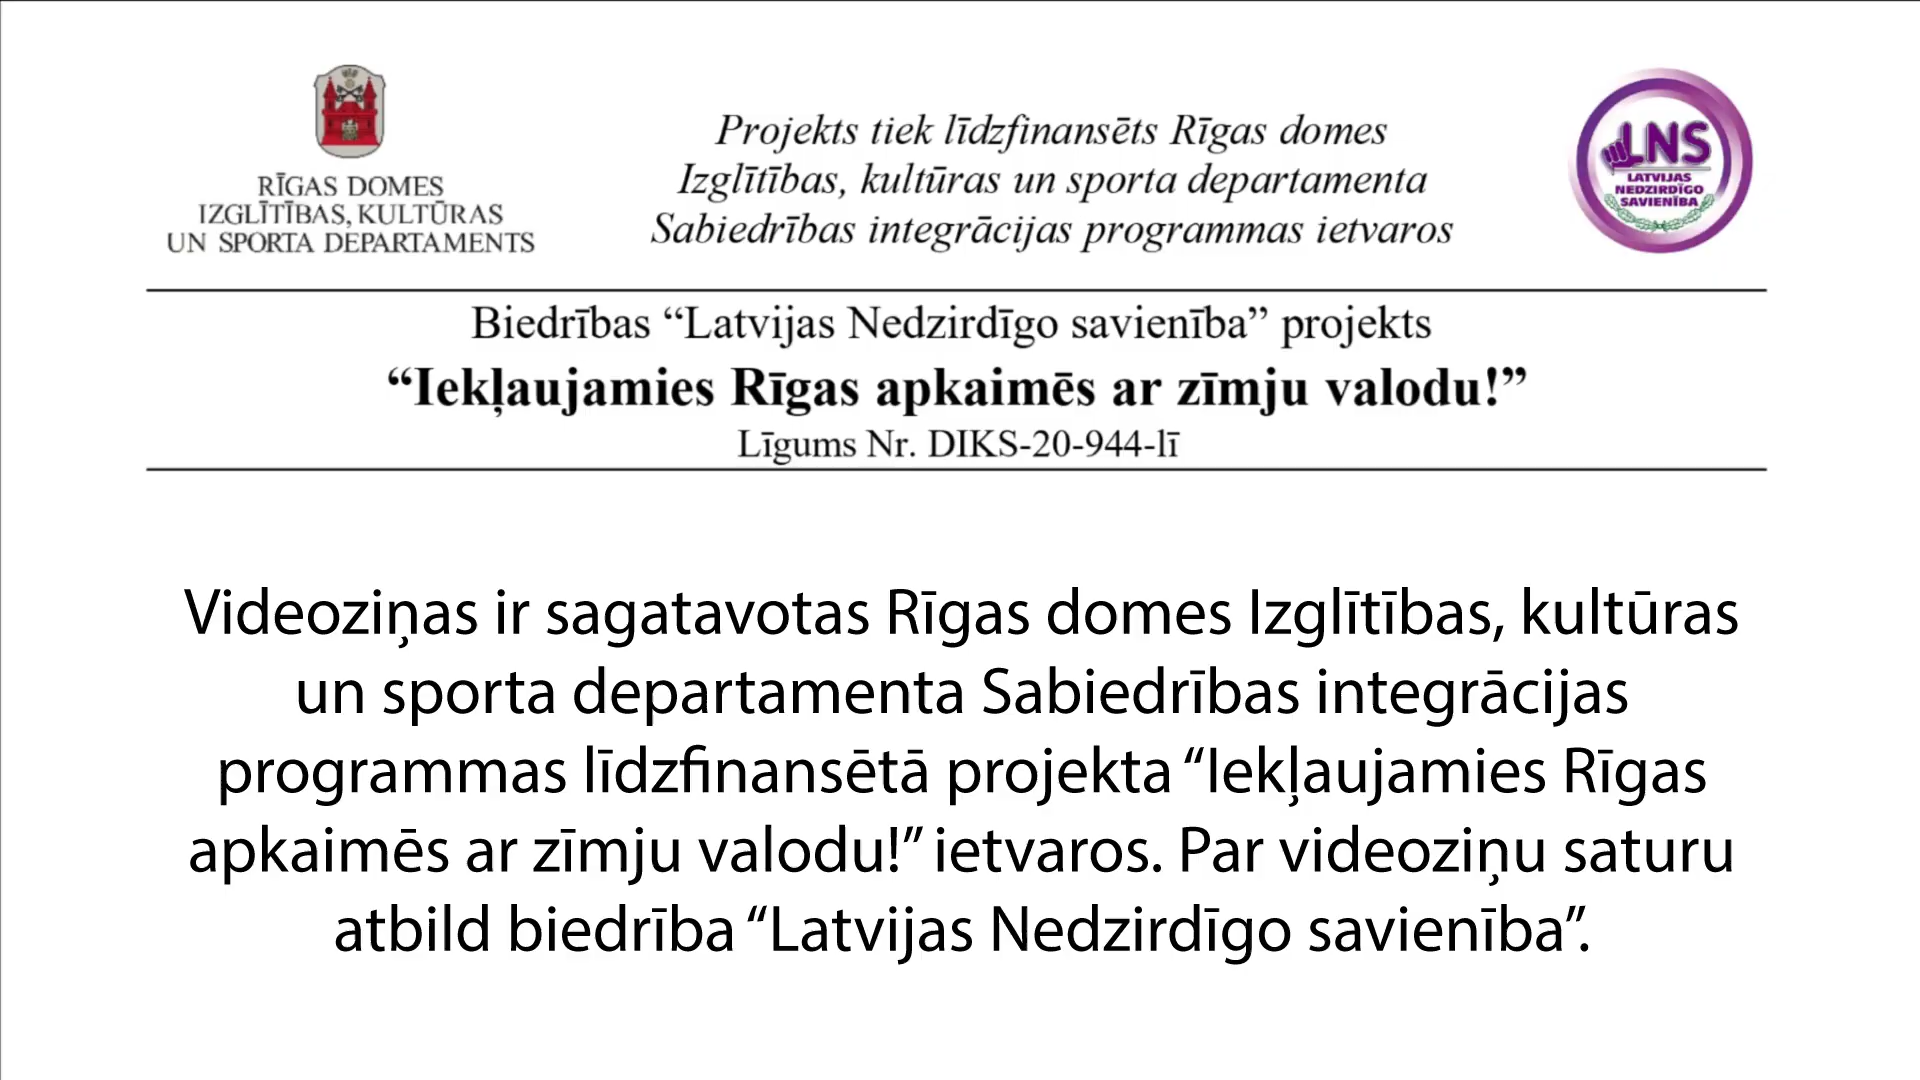 RĪGAS DOMES
IZGLĪTĪBAS, KULTŪRAS
UN SPORTA DEPARTAMENTS
Projekts tiek līdzfinansēts Rīgas domes
Izglītības, kultūras un sporta departamenta
Sabiedrības integrācijas programmas ietvaros
LNS
LATVIJAS
NEDZIRDĪGO
SAVIENĪBA
Biedrības “Latvijas Nedzirdīgo savienība” projekts
“Iekļaujamies Rīgas apkaimēs ar zīmju valodu!”
Līgums Nr. DIKS-20-944-lī
Videoziņas ir sagatavotas Rīgas domes Izglītības, kultūras
un sporta departamenta Sabiedrības integrācijas
programmas līdzfinansētā projekta “Iekļaujamies Rīgas
apkaimēs ar zīmju valodu!” ietvaros. Par videoziņu saturu
atbild biedrība “Latvijas Nedzirdīgo savienība”.